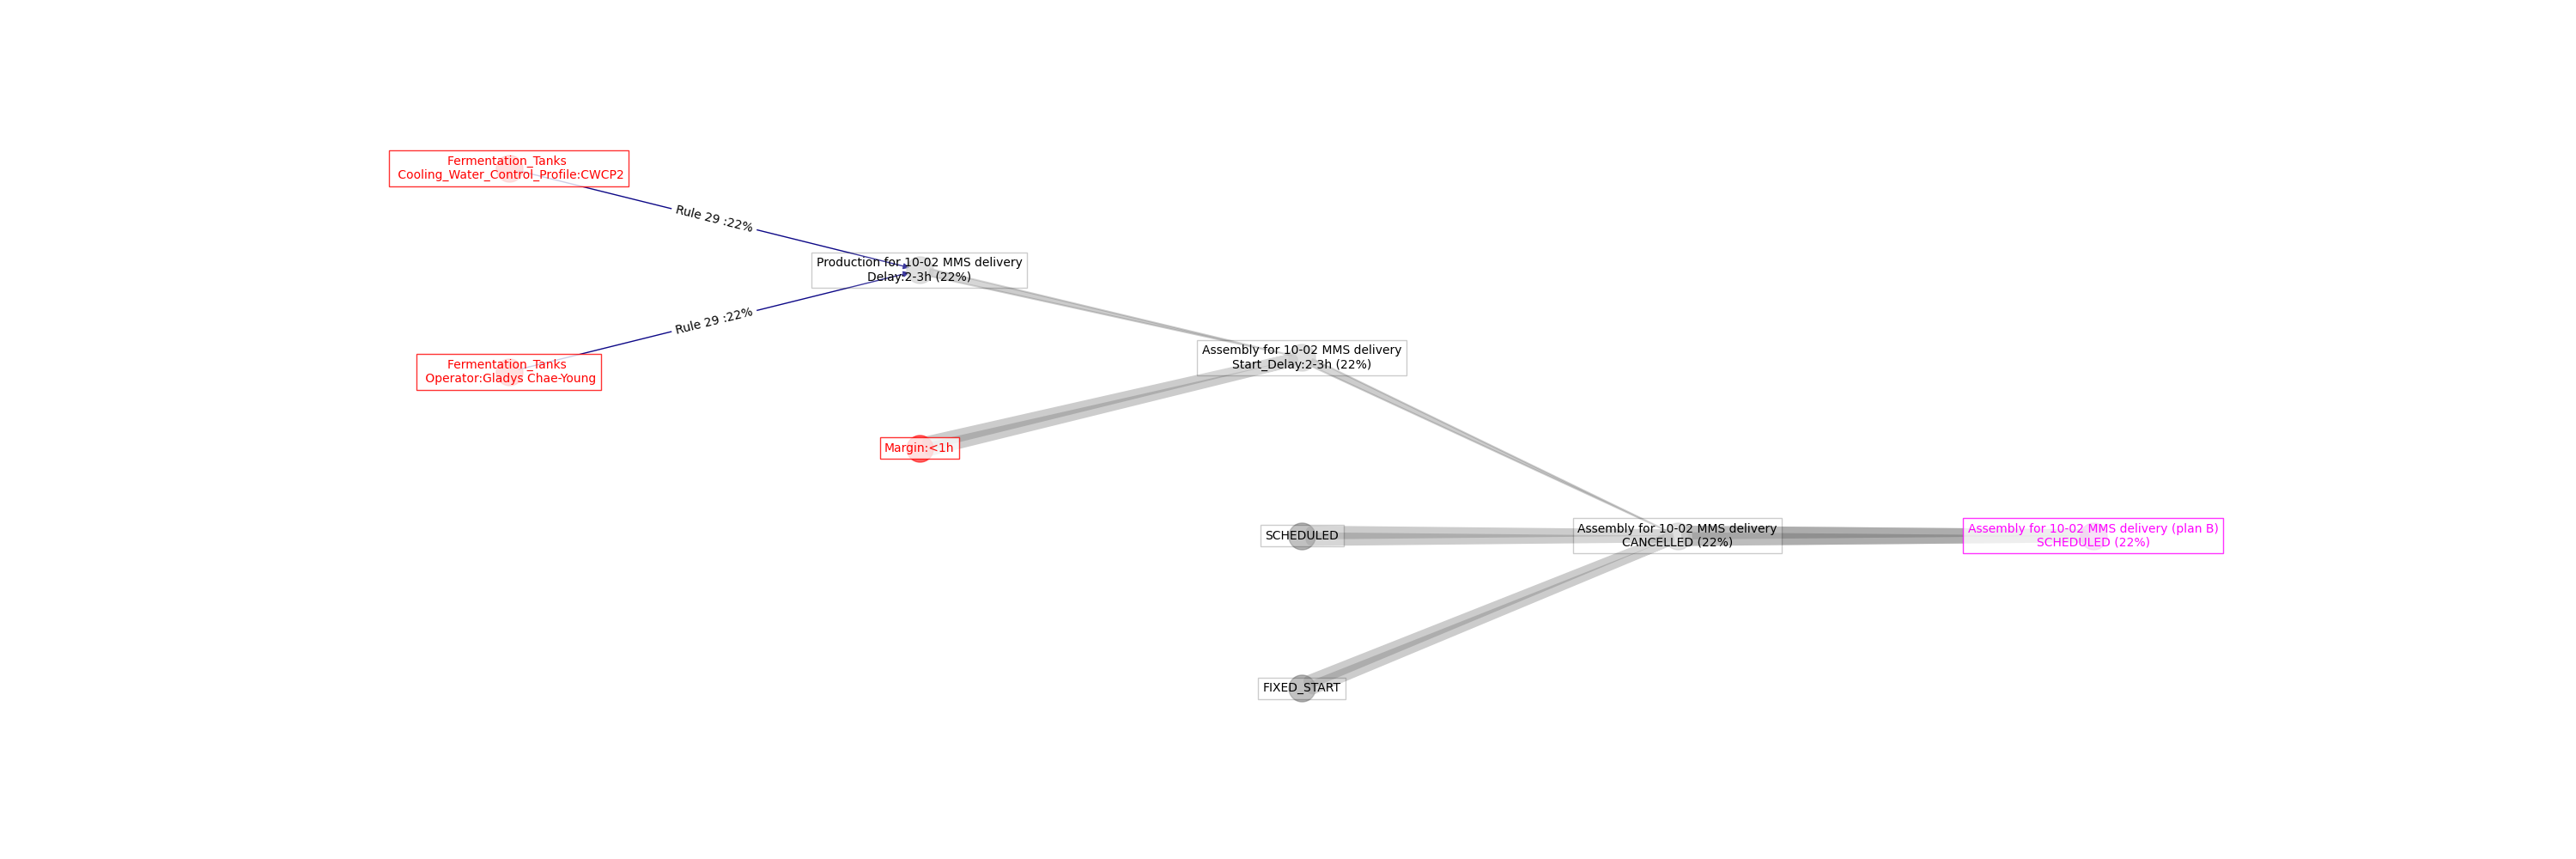 Fermentation_Tanks
Cooling_Water_Control_Profile:CWCP2
Rule 29 :22%
Production for 10-02 MMS delivery
Delay:2-3h (22%)
Rule 29 :22%
Fermentation_Tanks
Operator:Gladys Chae-Young
Assembly for 10-02 MMS delivery
Start_Delay:2-3h (22%)
Margin:<1h
SCHEDULED
Assembly for 10-02 MMS delivery
CANCELLED (22%)
Assembly for 10-02 MMS delivery (plan B)
SCHEDULED (22%)
FIXED_START